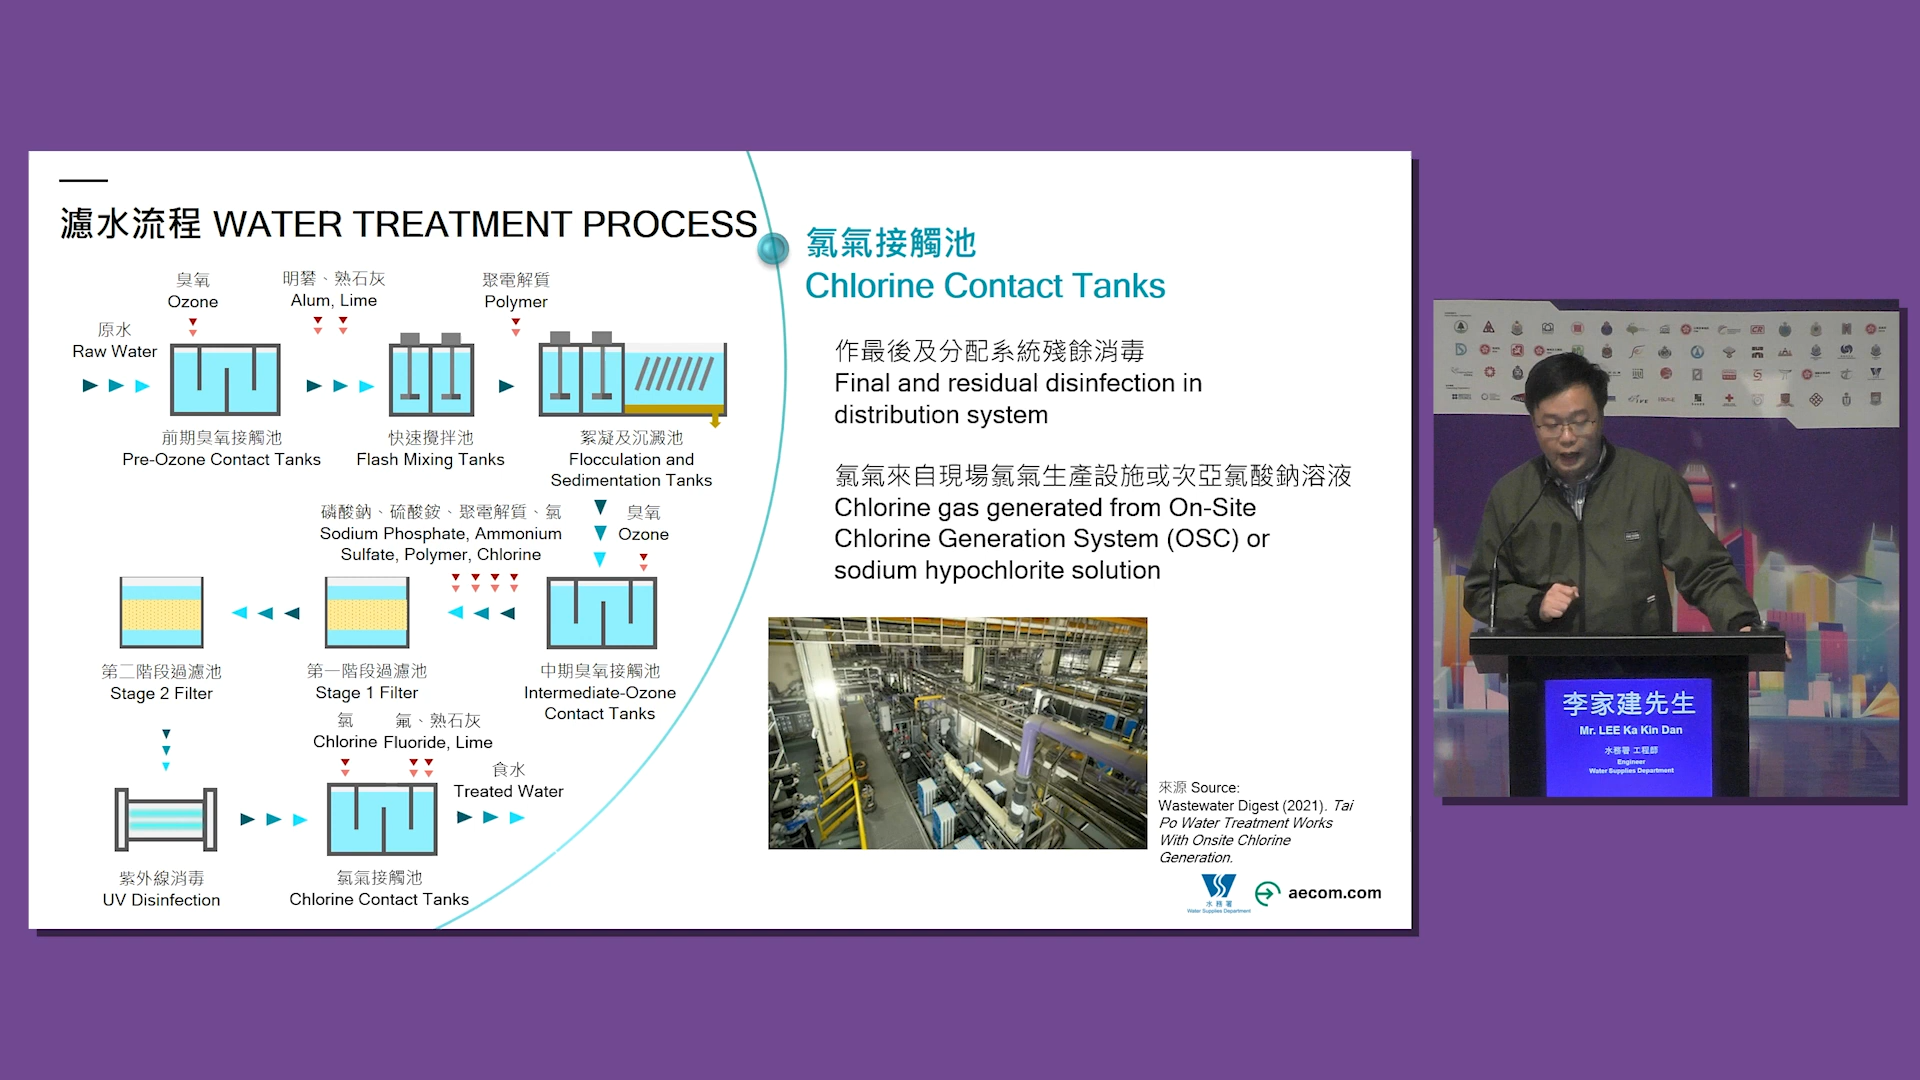 濾水流程 WATER TREATMENT PROCESS
臭氧
Ozone
明礬、熟石灰
Alum, Lime
聚電解質
Polymer
原水
Raw Water
前期臭氧接觸池
Pre-Ozone Contact Tanks
快速攪拌池
Flash Mixing Tanks
絮凝及沉澱池
Flocculation and
Sedimentation Tanks
磷酸鈉、硫酸銨、聚電解質、氯
Sodium Phosphate, Ammonium
Sulfate, Polymer, Chlorine
臭氧
Ozone
第二階段過濾池
Stage 2 Filter
第一階段過濾池
Stage 1 Filter
中期臭氧接觸池
Intermediate-Ozone
Contact Tanks
氯
Chlorine
氟、熟石灰
Fluoride, Lime
食水
Treated Water
紫外線消毒
UV Disinfection
氯氣接觸池
Chlorine Contact Tanks
氯氣接觸池
Chlorine Contact Tanks
作最後及分配系統殘餘消毒
Final and residual disinfection in
distribution system
氯氣來自現場氯氣生產設施或次亞氯酸鈉溶液
Chlorine gas generated from On-Site
Chlorine Generation System (OSC) or
sodium hypochlorite solution
來源 Source:
Wastewater Digest (2021). Tai
Po Water Treatment Works
With Onsite Chlorine
Generation.
水務署
Water Supplies Department
aecom.com
李家建先生
Mr. LEE Ka Kin Dan
水務署 工程師
Engineer
Water Supplies Department